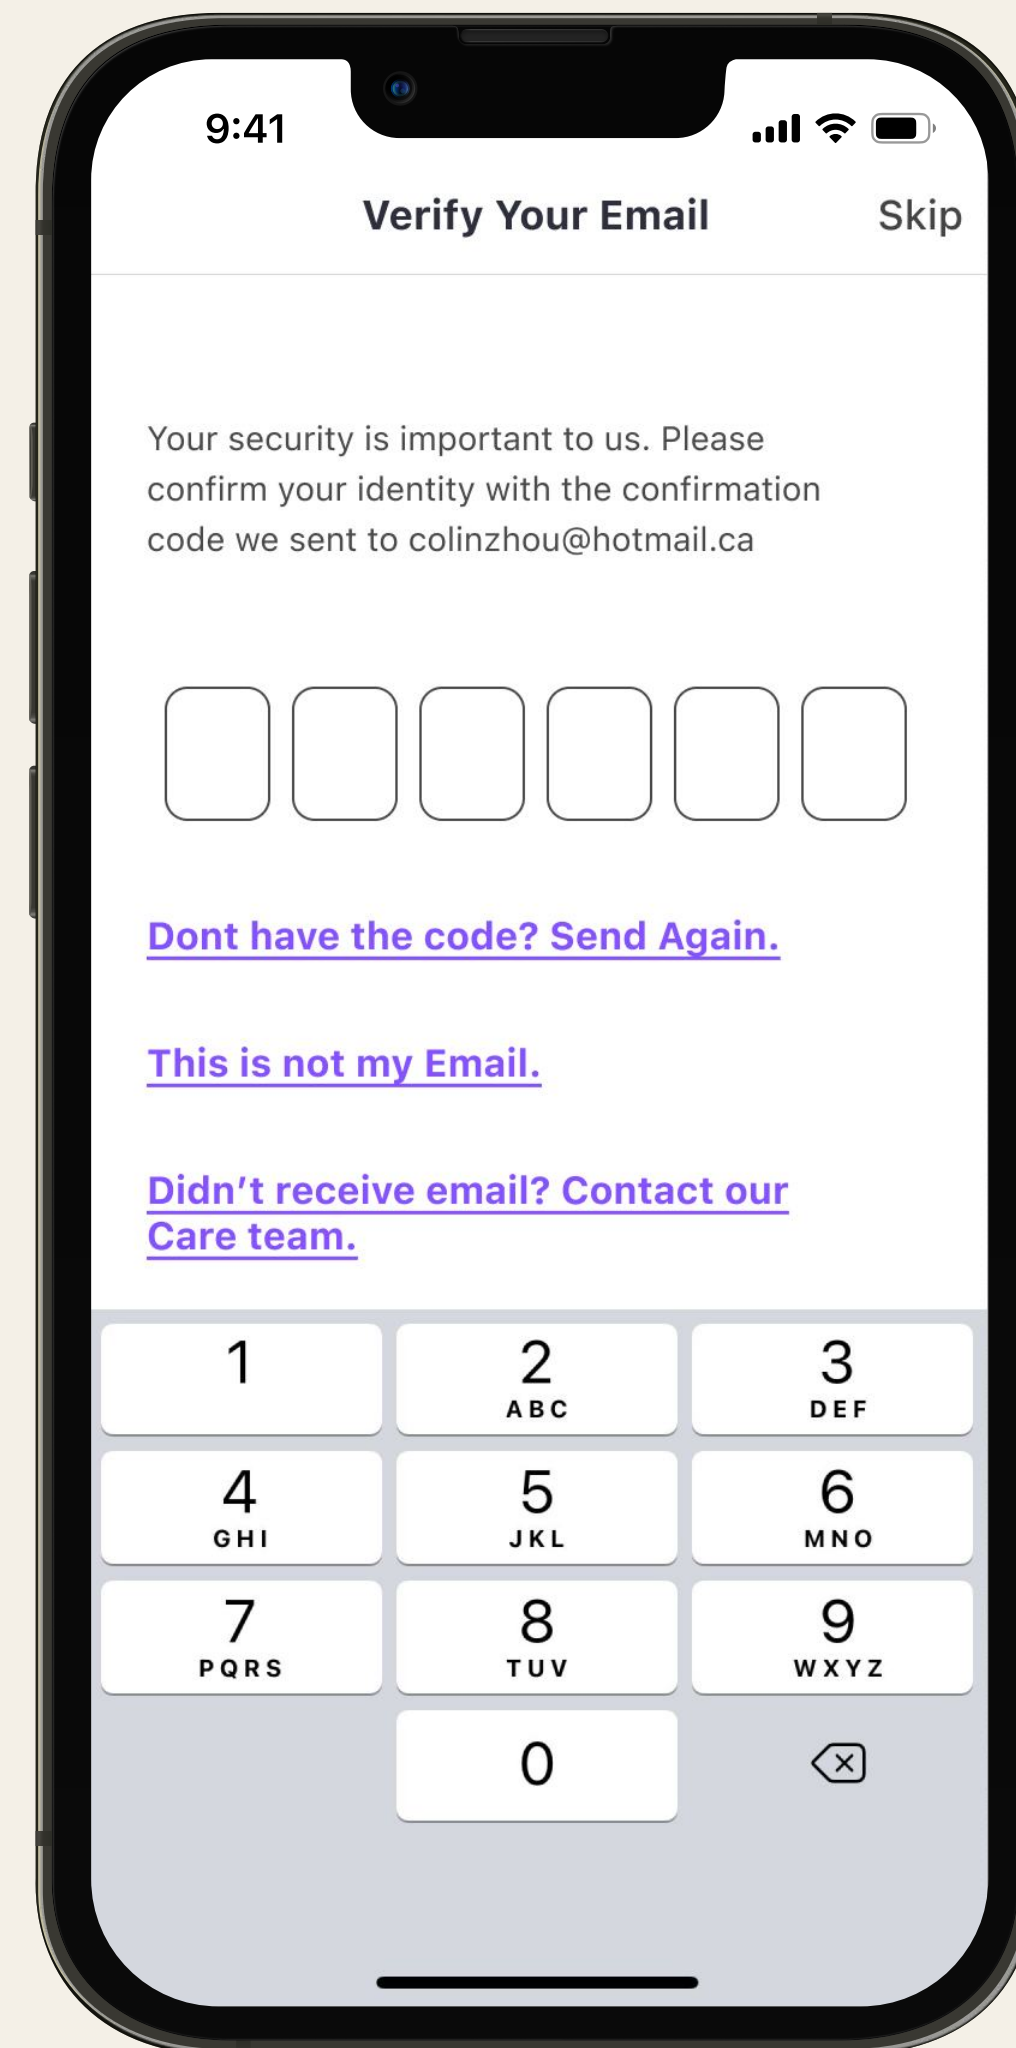 9:41
Verify Your Email Skip
Your security is important to us. Please
confirm your identity with the confirmation
code we sent to colinzhou@hotmail.ca
Dont have the code? Send Again.
This is not my Email.
Didn’t receive email? Contact our
Care team.
1 2 3
ABC DEF
4 5 6
GHI JKL MNO
7 8 9
PQRS TUV WXYZ
0